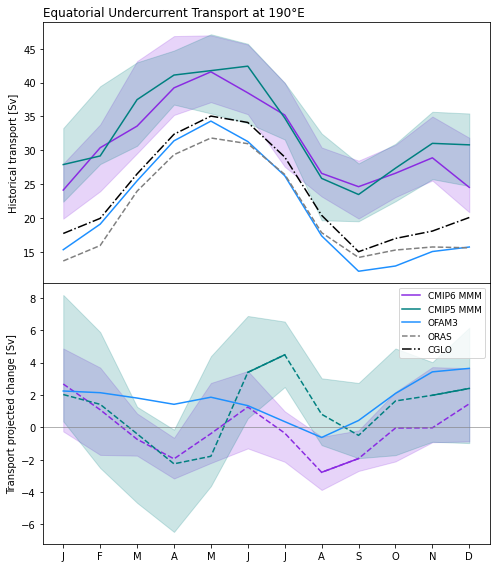 Equatorial Undercurrent Transport at 190°E
Historical transport [Sv]
45
40
35
30
25
20
15
CMIP6 MMM
CMIP5 MMM
OFAM3
ORAS
CGLO
Transport projected change [Sv]
8
6
4
2
0
−2
−4
−6
J F M A M J J A S O N D